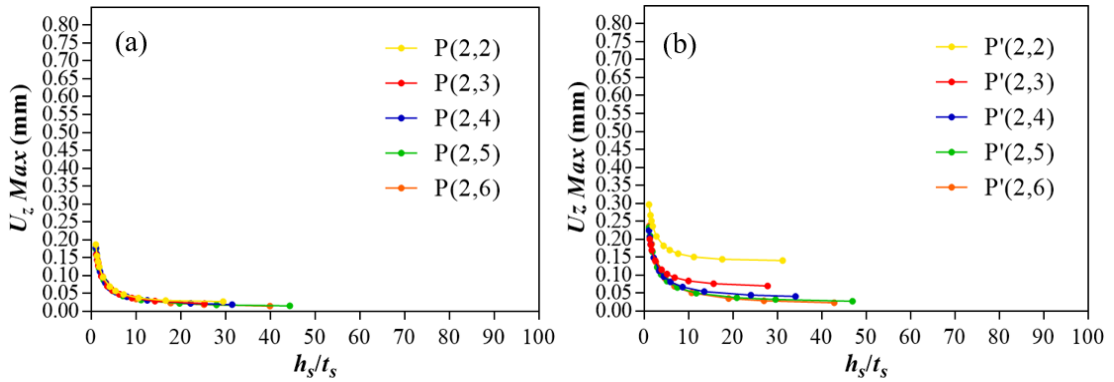 (a)
U_z Max (mm)
0.80
0.75
0.70
0.65
0.60
0.55
0.50
0.45
0.40
0.35
0.30
0.25
0.20
0.15
0.10
0.05
0.00
P(2,2)
P(2,3)
P(2,4)
P(2,5)
P(2,6)
0 10 20 30 40 50 60 70 80 90 100
h_s/t_s
(b)
Uz Max (mm)
0.80
0.75
0.70
0.65
0.60
0.55
0.50
0.45
0.40
0.35
0.30
0.25
0.20
0.15
0.10
0.05
0.00
P'(2,2)
P'(2,3)
P'(2,4)
P'(2,5)
P'(2,6)
0 10 20 30 40 50 60 70 80 90 100
h_s/t_s